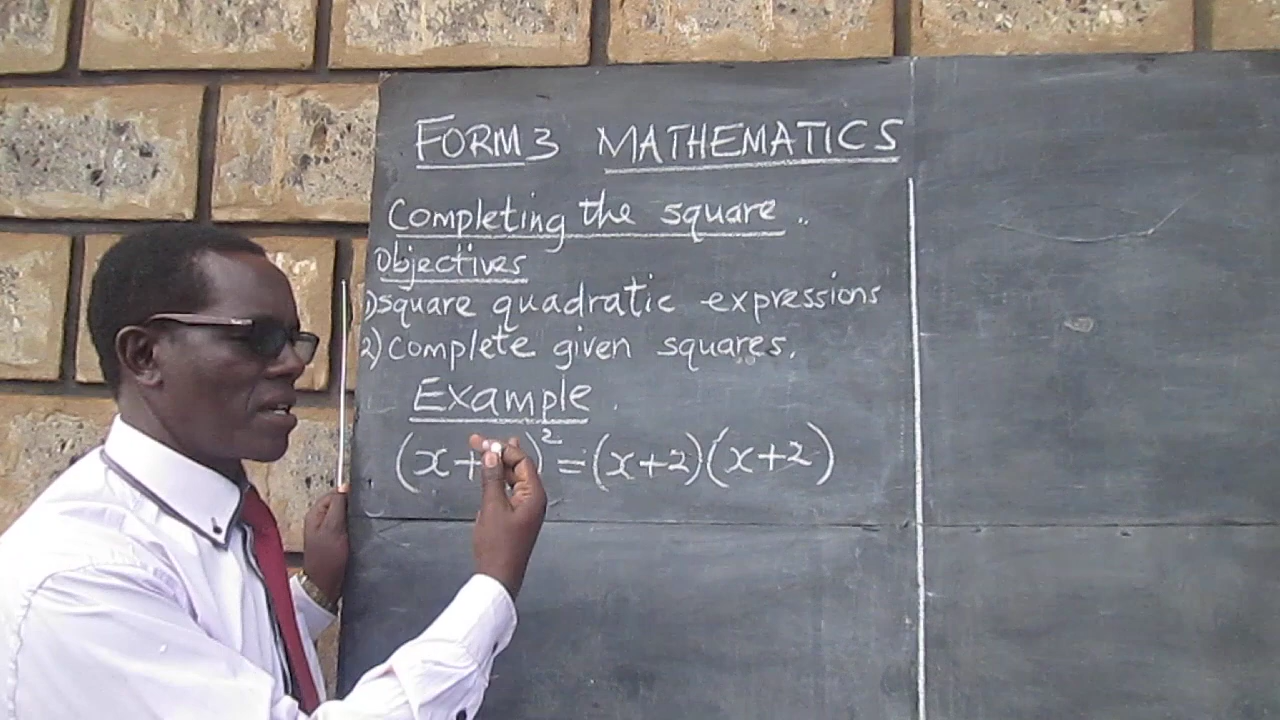 FORM 3 MATHEMATICS
Completing the square ..
Objectives
1) square quadratic expressions
2) Complete given squares.
Example.
(x+ )² = (x+2)(x+2)